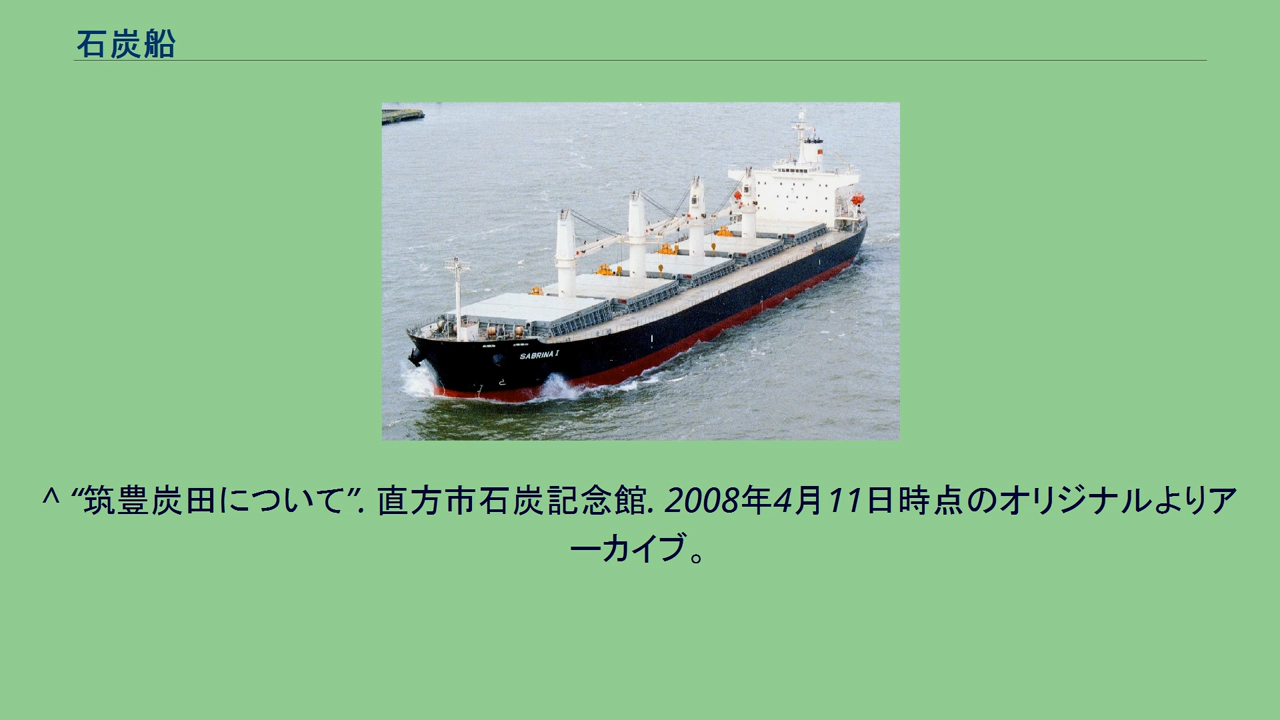 石炭船
SABRINA I
^ “筑豊炭田について”. 直方市石炭記念館. 2008年4月11日時点のオリジナルよりア
ーカイブ。